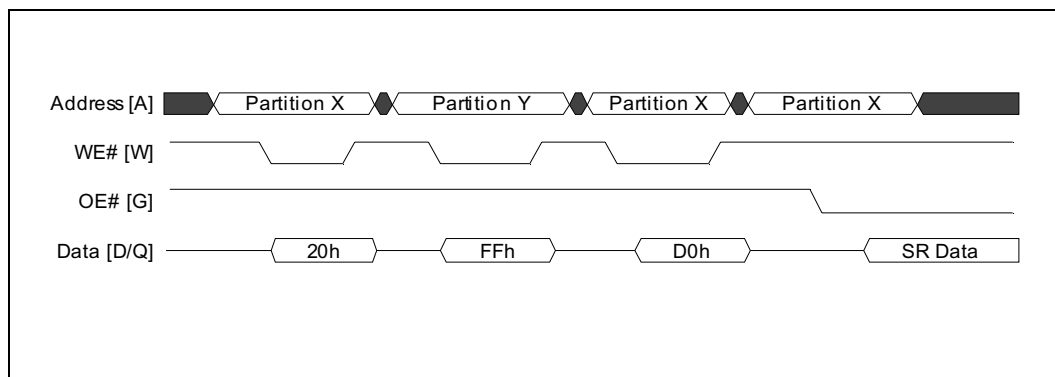 Address [A] Partition X Partition Y Partition X Partition X
WE# [W]
OE# [G]
Data [D/Q] 20h FFh D0h SR Data